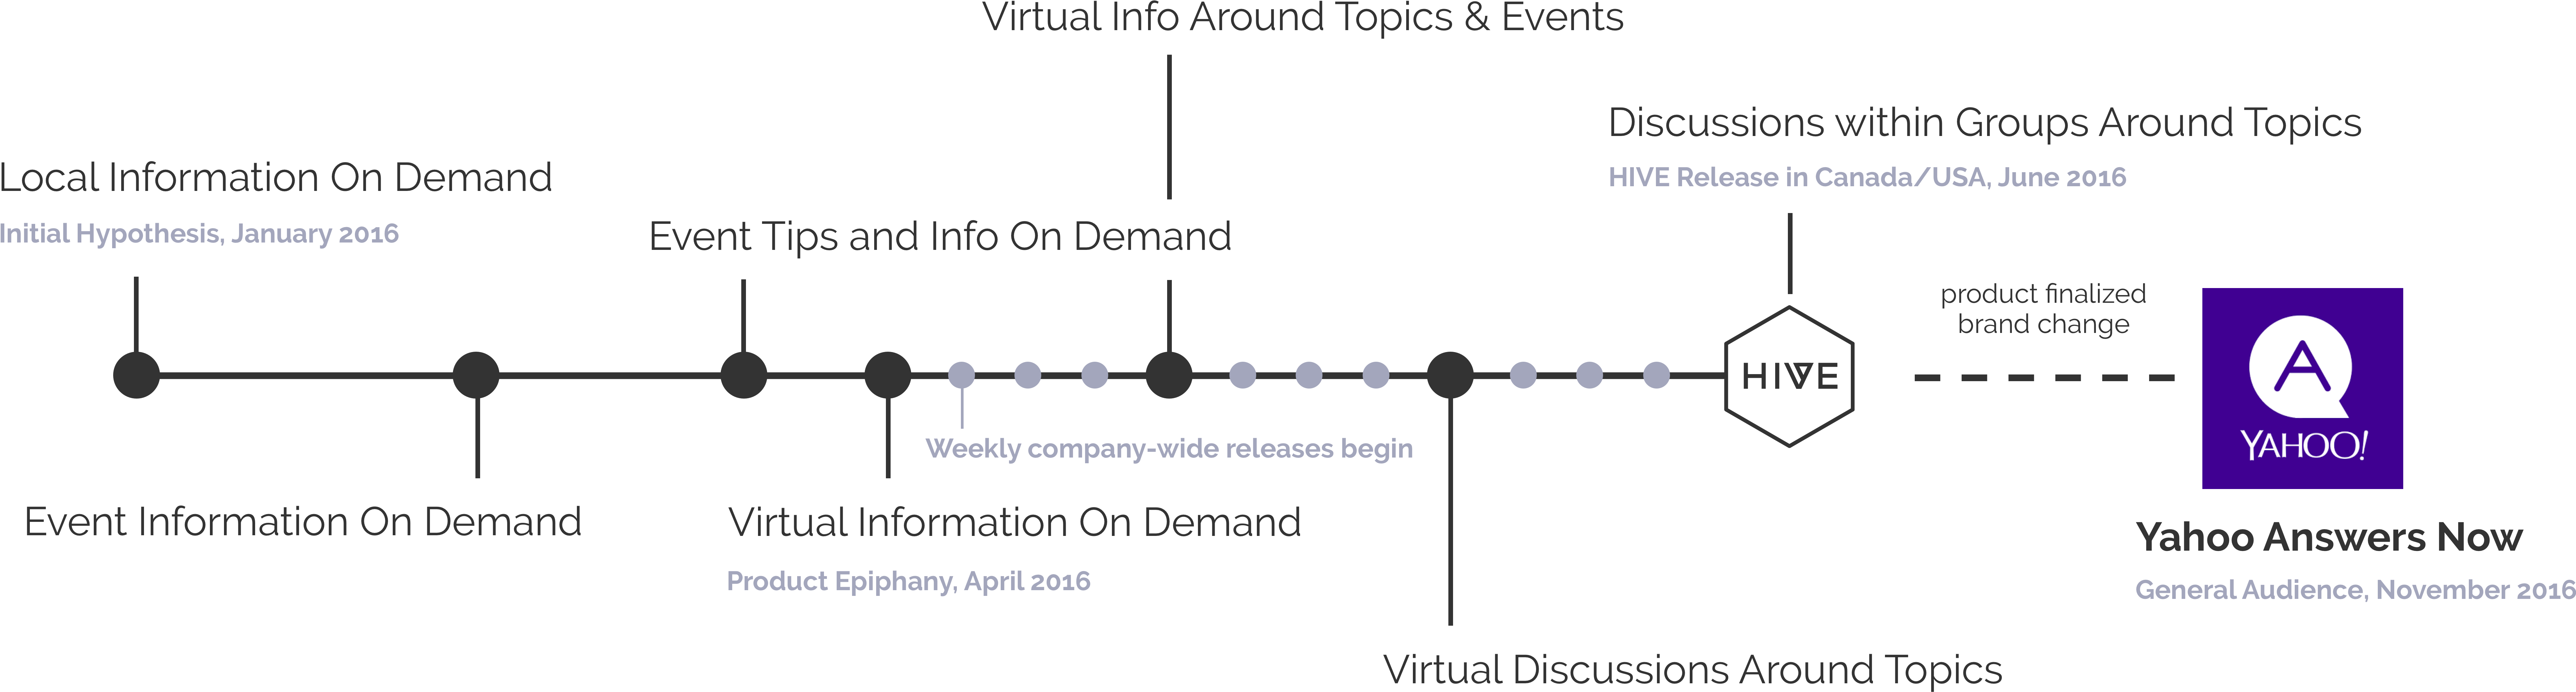 Virtual Info Around Topics & Events
Discussions within Groups Around Topics
HIVE Release in Canada/USA, June 2016
Local Information On Demand
Initial Hypothesis, January 2016
Event Tips and Info On Demand
product finalized
brand change
HIVE
A
YAHOO!
Weekly company-wide releases begin
Event Information On Demand
Virtual Information On Demand
Product Epiphany, April 2016
Yahoo Answers Now
General Audience, November 2016
Virtual Discussions Around Topics